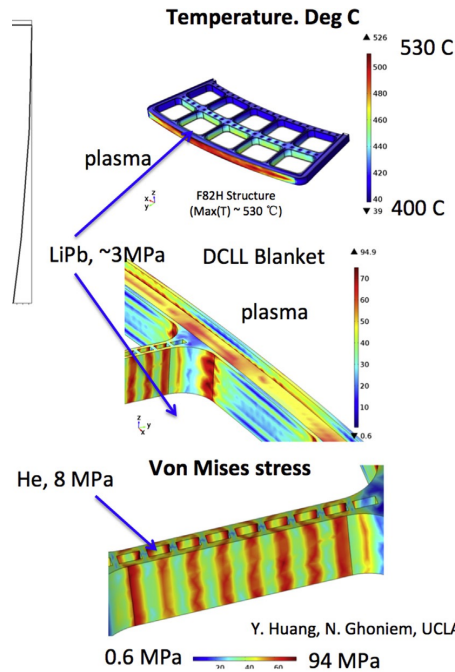 Temperature. Deg C
▲ 526
530 C
500
480
460
440
420
40
▼ 39
400 C
plasma
F82H Structure
(Max(T) ~ 530 ℃)
x z
y
LiPb, ~3MPa
DCLL Blanket
▲ 94.9
plasma
70
60
50
40
30
20
10
▼ 0.6
z y
x
Von Mises stress
He, 8 MPa
Y. Huang, N. Ghoniem, UCLA
0.6 MPa
20 40 60
94 MPa